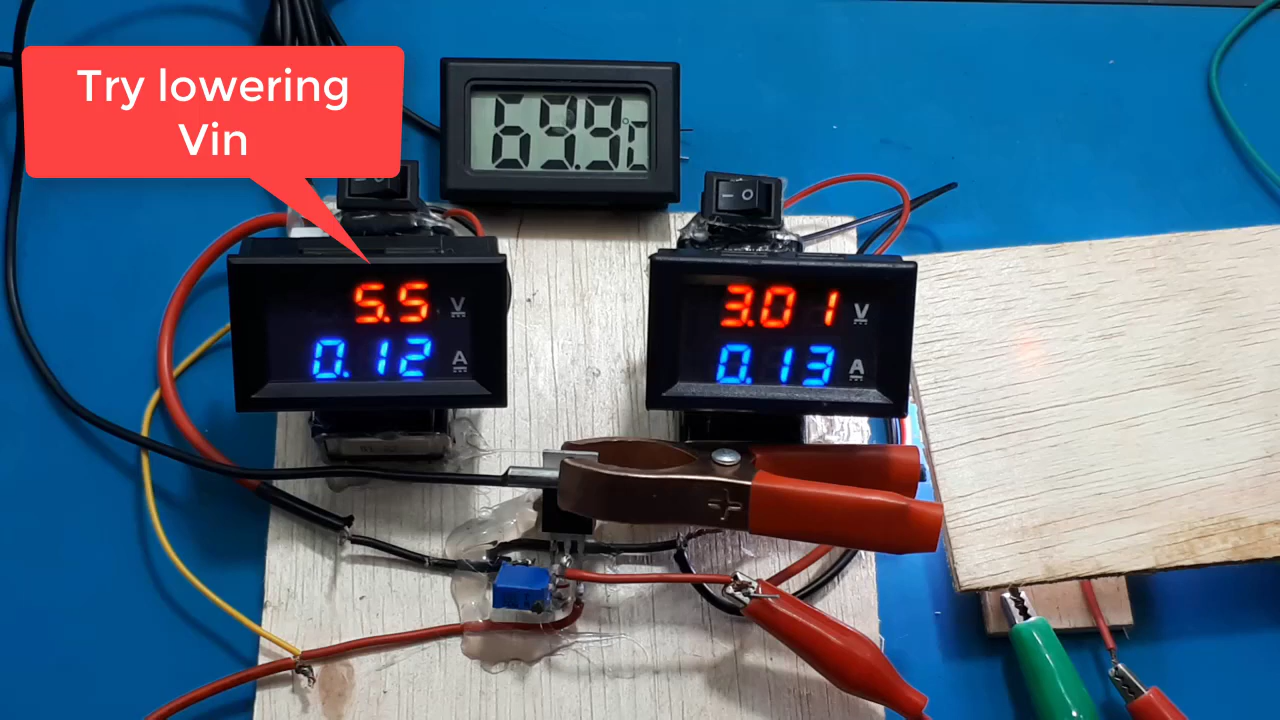 Try lowering
Vin
69.9°C
5.5 V
0.12 A
3.01 V
0.13 A